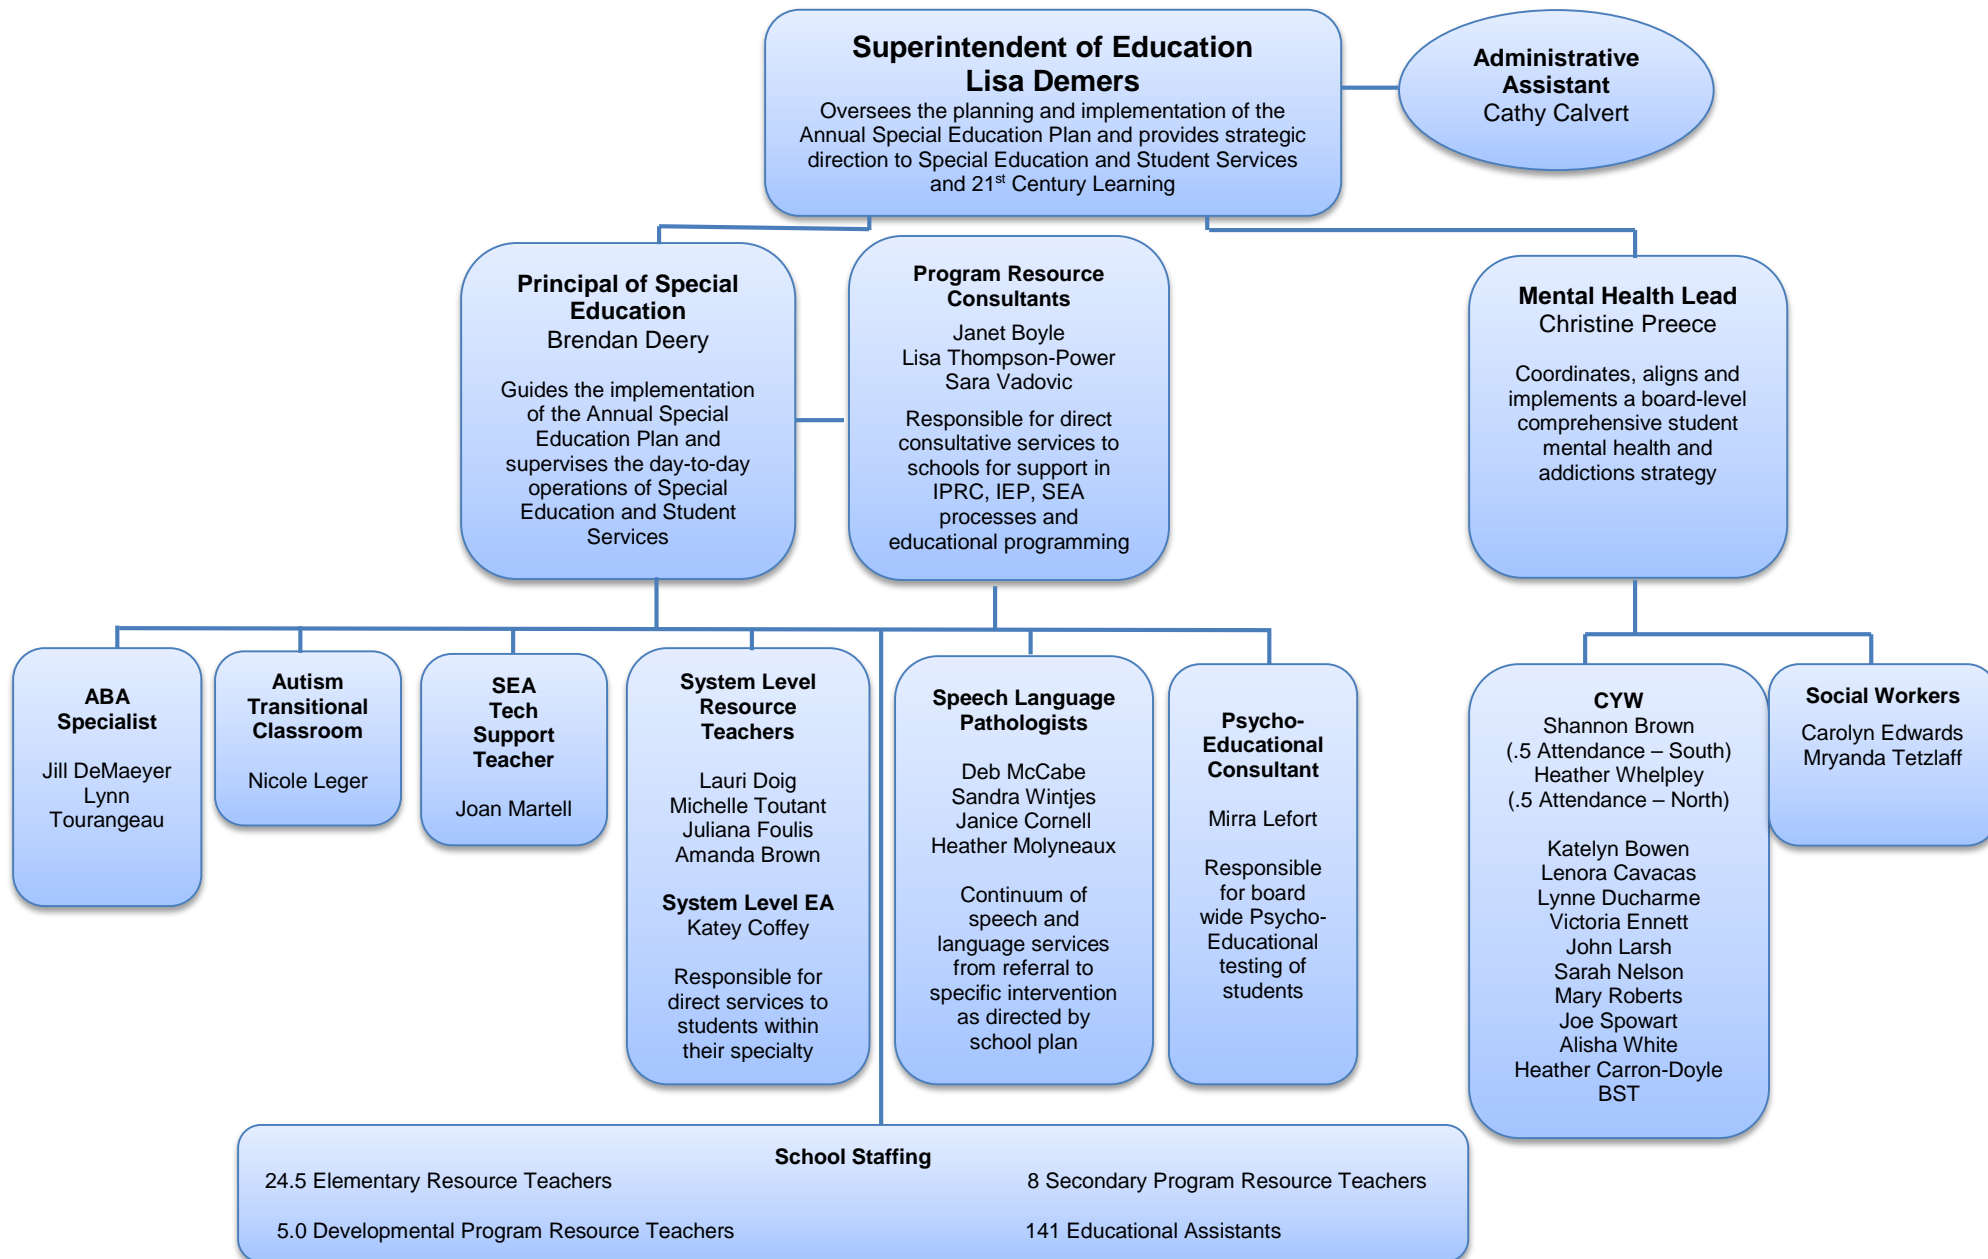 Superintendent of Education
Lisa Demers
Oversees the planning and implementation of the
Annual Special Education Plan and provides strategic
direction to Special Education and Student Services
and 21st Century Learning
Administrative
Assistant
Cathy Calvert
Principal of Special
Education
Brendan Deery
Guides the implementation
of the Annual Special
Education Plan and
supervises the day-to-day
operations of Special
Education and Student
Services
Program Resource
Consultants
Janet Boyle
Lisa Thompson-Power
Sara Vadovic
Responsible for direct
consultative services to
schools for support in
IPRC, IEP, SEA
processes and
educational programming
Mental Health Lead
Christine Preece
Coordinates, aligns and
implements a board-level
comprehensive student
mental health and
addictions strategy
ABA
Specialist
Jill DeMaeyer
Lynn
Tourangeau
Autism
Transitional
Classroom
Nicole Leger
SEA
Tech
Support
Teacher
Joan Martell
System Level
Resource
Teachers
Lauri Doig
Michelle Toutant
Juliana Foulis
Amanda Brown
System Level EA
Katey Coffey
Responsible for
direct services to
students within
their specialty
Speech Language
Pathologists
Deb McCabe
Sandra Wintjes
Janice Cornell
Heather Molyneaux
Continuum of
speech and
language services
from referral to
specific intervention
as directed by
school plan
Psycho-
Educational
Consultant
Mirra Lefort
Responsible
for board
wide Psycho-
Educational
testing of
students
CYW
Shannon Brown
(.5 Attendance – South)
Heather Whelpley
(.5 Attendance – North)
Katelyn Bowen
Lenora Cavacas
Lynne Ducharme
Victoria Ennett
John Larsh
Sarah Nelson
Mary Roberts
Joe Spowart
Alisha White
Heather Carron-Doyle
BST
Social Workers
Carolyn Edwards
Mryanda Tetzlaff
School Staffing
24.5 Elementary Resource Teachers
8 Secondary Program Resource Teachers
5.0 Developmental Program Resource Teachers
141 Educational Assistants